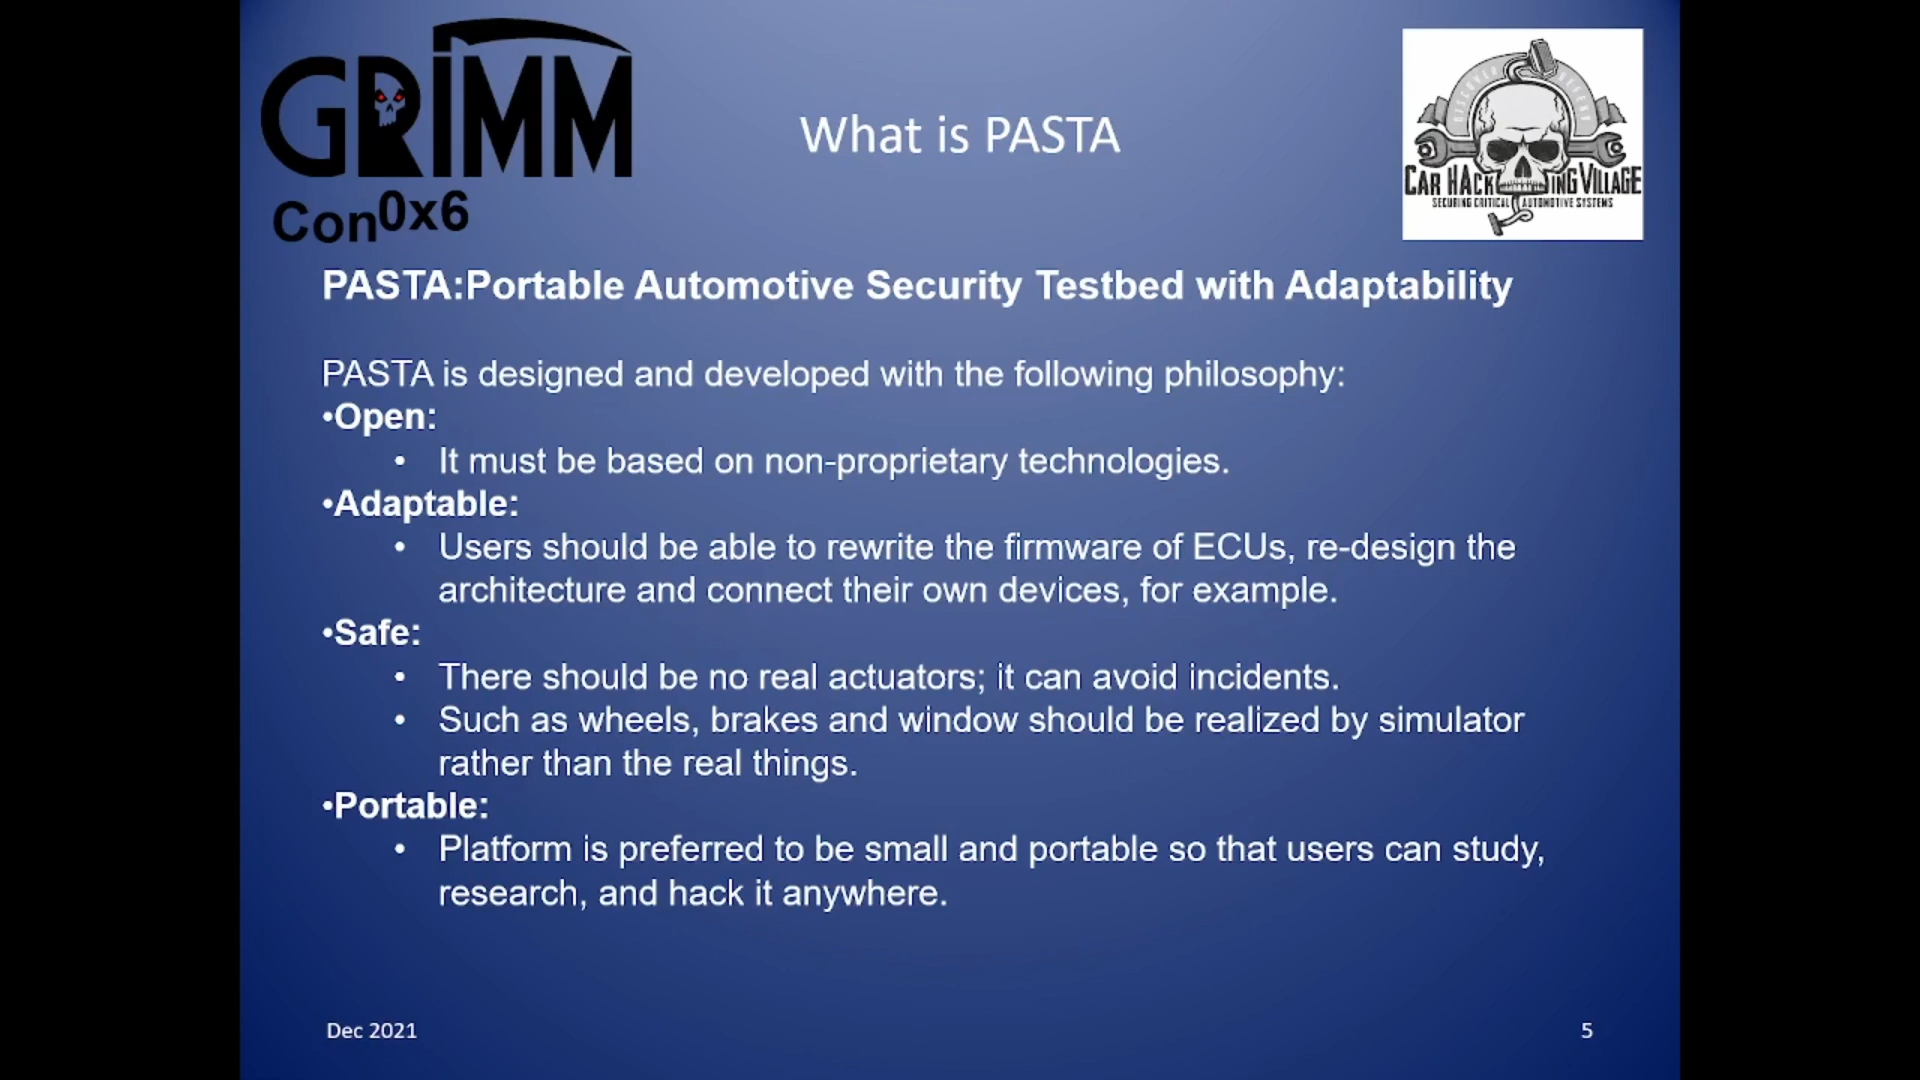 GRIMM
Con0x6
What is PASTA
DISCOVER
CAR HACKING VILLAGE
SECURING CRITICAL AUTOMOTIVE SYSTEMS
PASTA:Portable Automotive Security Testbed with Adaptability
PASTA is designed and developed with the following philosophy:
•Open:
• It must be based on non-proprietary technologies.
•Adaptable:
• Users should be able to rewrite the firmware of ECUs, re-design the
architecture and connect their own devices, for example.
•Safe:
• There should be no real actuators; it can avoid incidents.
• Such as wheels, brakes and window should be realized by simulator
rather than the real things.
•Portable:
• Platform is preferred to be small and portable so that users can study,
research, and hack it anywhere.
Dec 2021
5